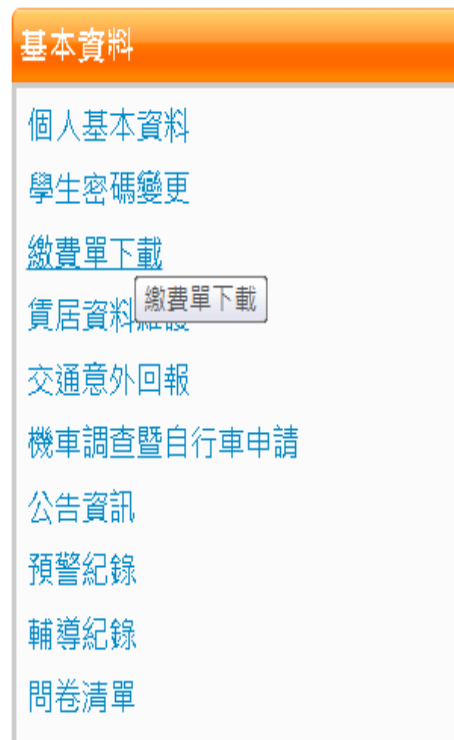 基本資料
個人基本資料
學生密碼變更
繳費單下載
繳費單下載
賃居資料維護
交通意外回報
機車調查暨自行車申請
公告資訊
預警紀錄
輔導紀錄
問卷清單